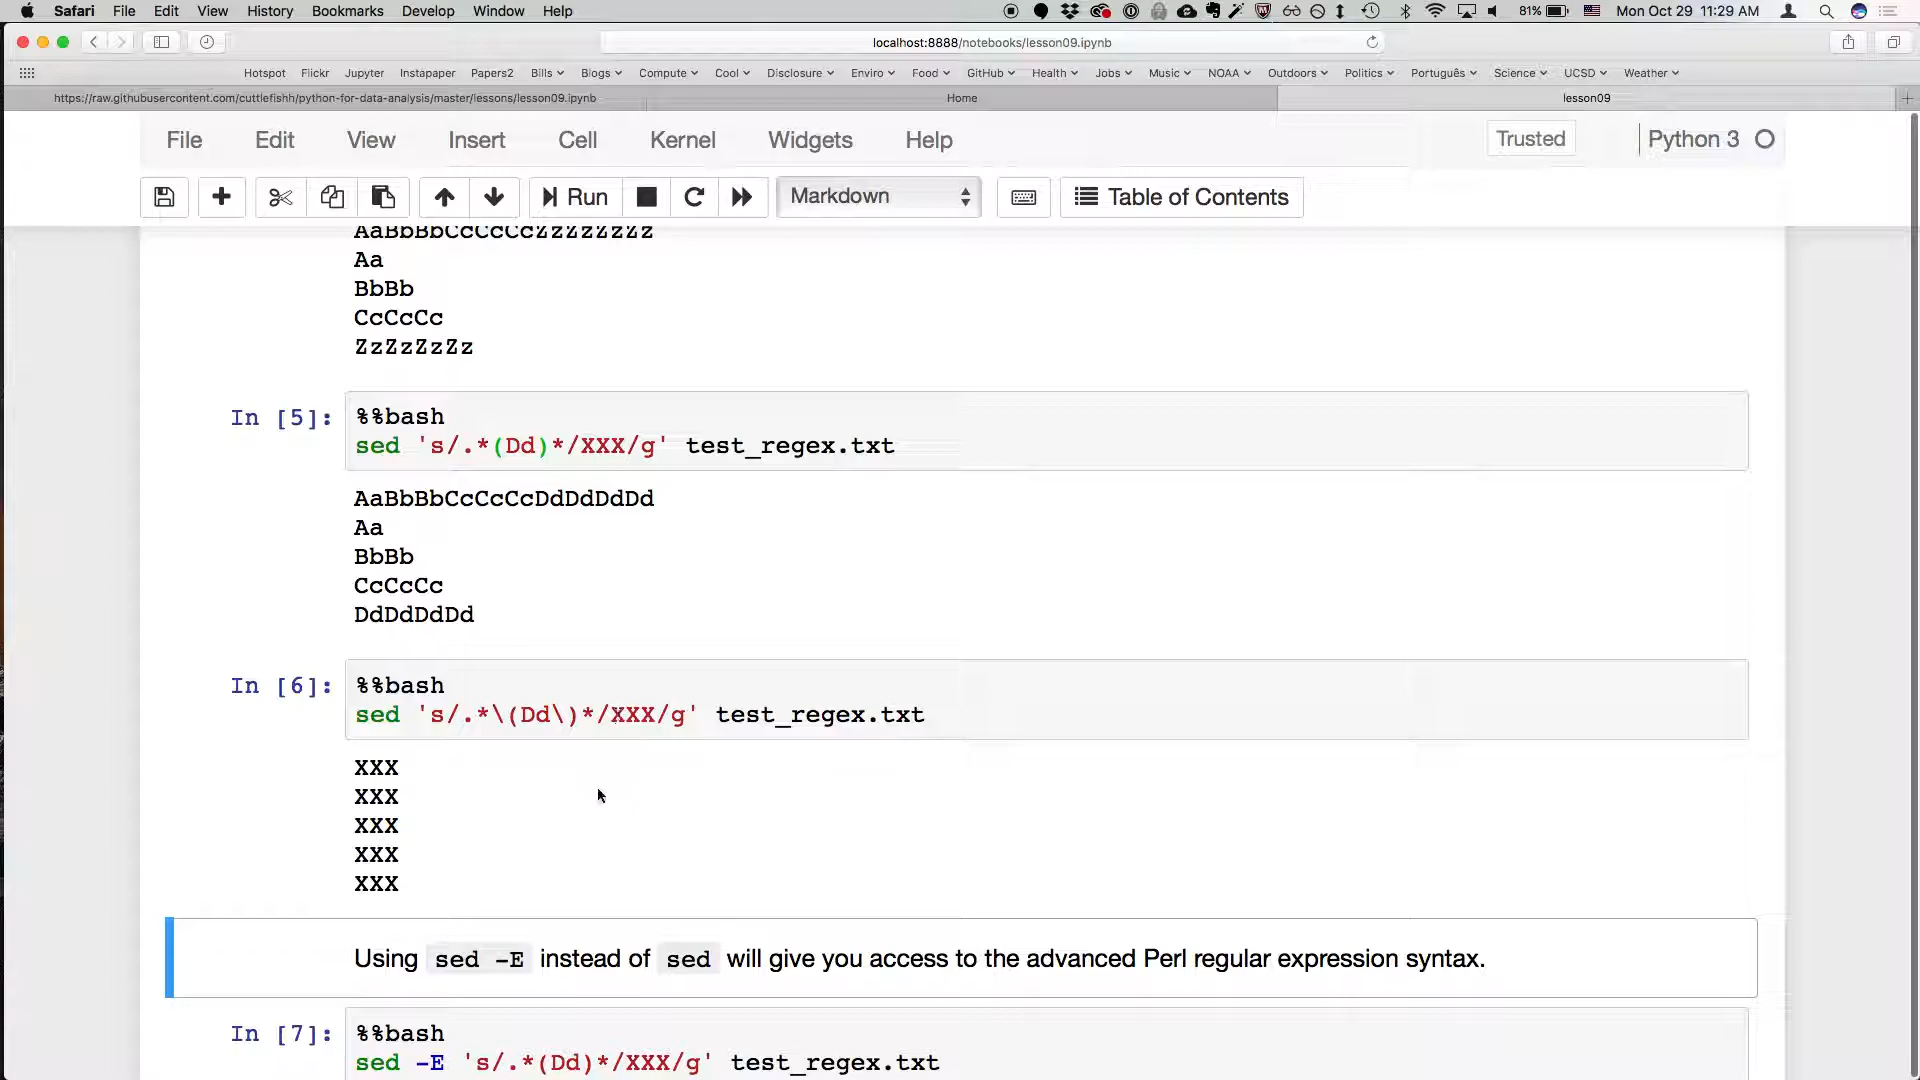 Safari File Edit View History Bookmarks Develop Window Help 81% Mon Oct 29 11:29 AM
localhost:8888/notebooks/lesson09.ipynb
Hotspot Flickr Jupyter Instapaper Papers2 Bills Blogs Compute Cool Disclosure Enviro Food GitHub Health Jobs Music NOAA Outdoors Politics Português Science UCSD Weather
https://raw.githubusercontent.com/cuttlefishh/python-for-data-analysis/master/lessons/lesson09.ipynb Home lesson09
File Edit View Insert Cell Kernel Widgets Help Trusted Python 3
Run Markdown Table of Contents
AaBbBbCcCcCcZzZzZzZz
Aa
BbBb
CcCcCc
ZzZzZzZz
In [5]: %%bash
sed 's/.*(Dd)*/XXX/g' test_regex.txt
AaBbBbCcCcCcDdDdDdDd
Aa
BbBb
CcCcCc
DdDdDdDd
In [6]: %%bash
sed 's/.*\(Dd\)*/XXX/g' test_regex.txt
XXX
XXX
XXX
XXX
XXX
Using sed -E instead of sed will give you access to the advanced Perl regular expression syntax.
In [7]: %%bash
sed -E 's/.*(Dd)*/XXX/g' test_regex.txt